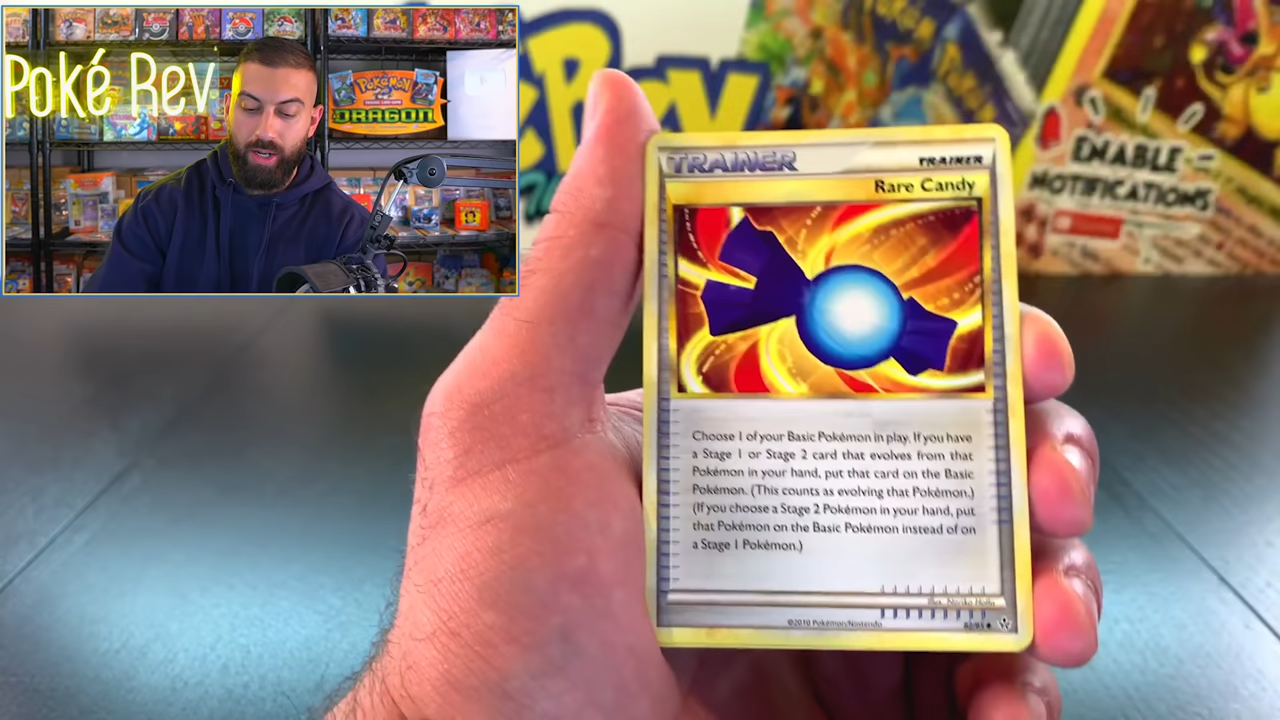 Poké Rev
Pokémon
DRAGON
ENABLE
NOTIFICATIONS
TRAINER
TRAINER
Rare Candy
Choose 1 of your Basic Pokémon in play. If you have
a Stage 1 or Stage 2 card that evolves from that
Pokémon in your hand, put that card on the Basic
Pokémon. (This counts as evolving that Pokémon.)
(If you choose a Stage 2 Pokémon in your hand, put
that Pokémon on the Basic Pokémon instead of on
a Stage 1 Pokémon.)
©2010 Pokémon/Nintendo